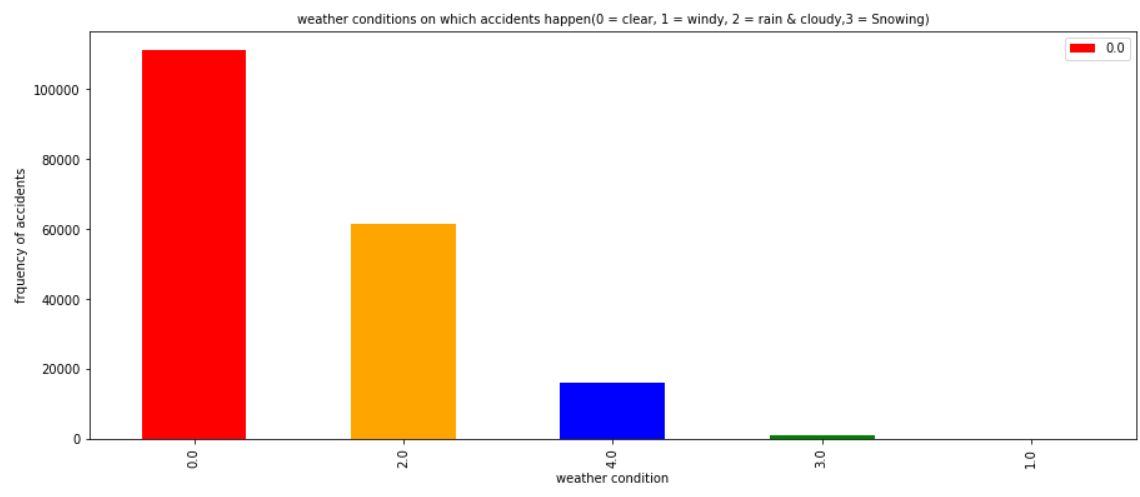 weather conditions on which accidents happen(0 = clear, 1 = windy, 2 = rain & cloudy,3 = Snowing)
0.0
frquency of accidents
100000
80000
60000
40000
20000
0
0.0 2.0 4.0 3.0 1.0
weather condition